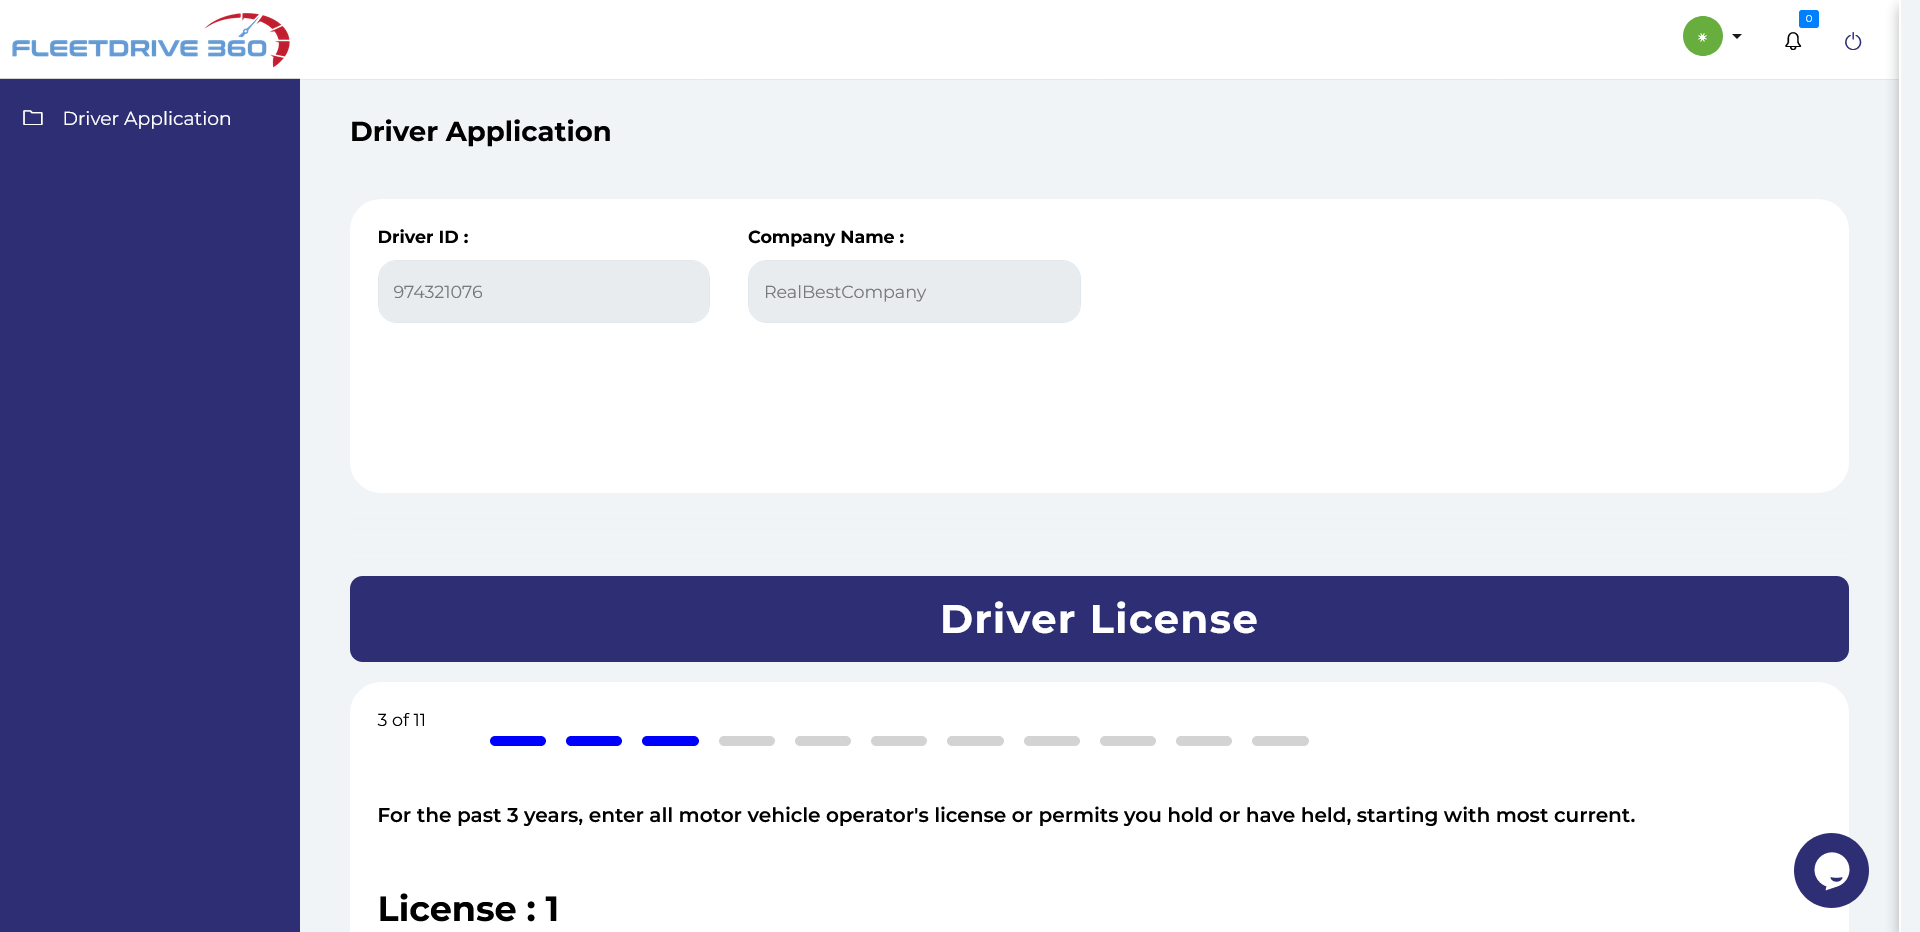 FLEETDRIVE 360
0
Driver Application
Driver Application
Driver ID :
Company Name :
974321076
RealBestCompany
Driver License
3 of 11
For the past 3 years, enter all motor vehicle operator's license or permits you hold or have held, starting with most current.
License : 1